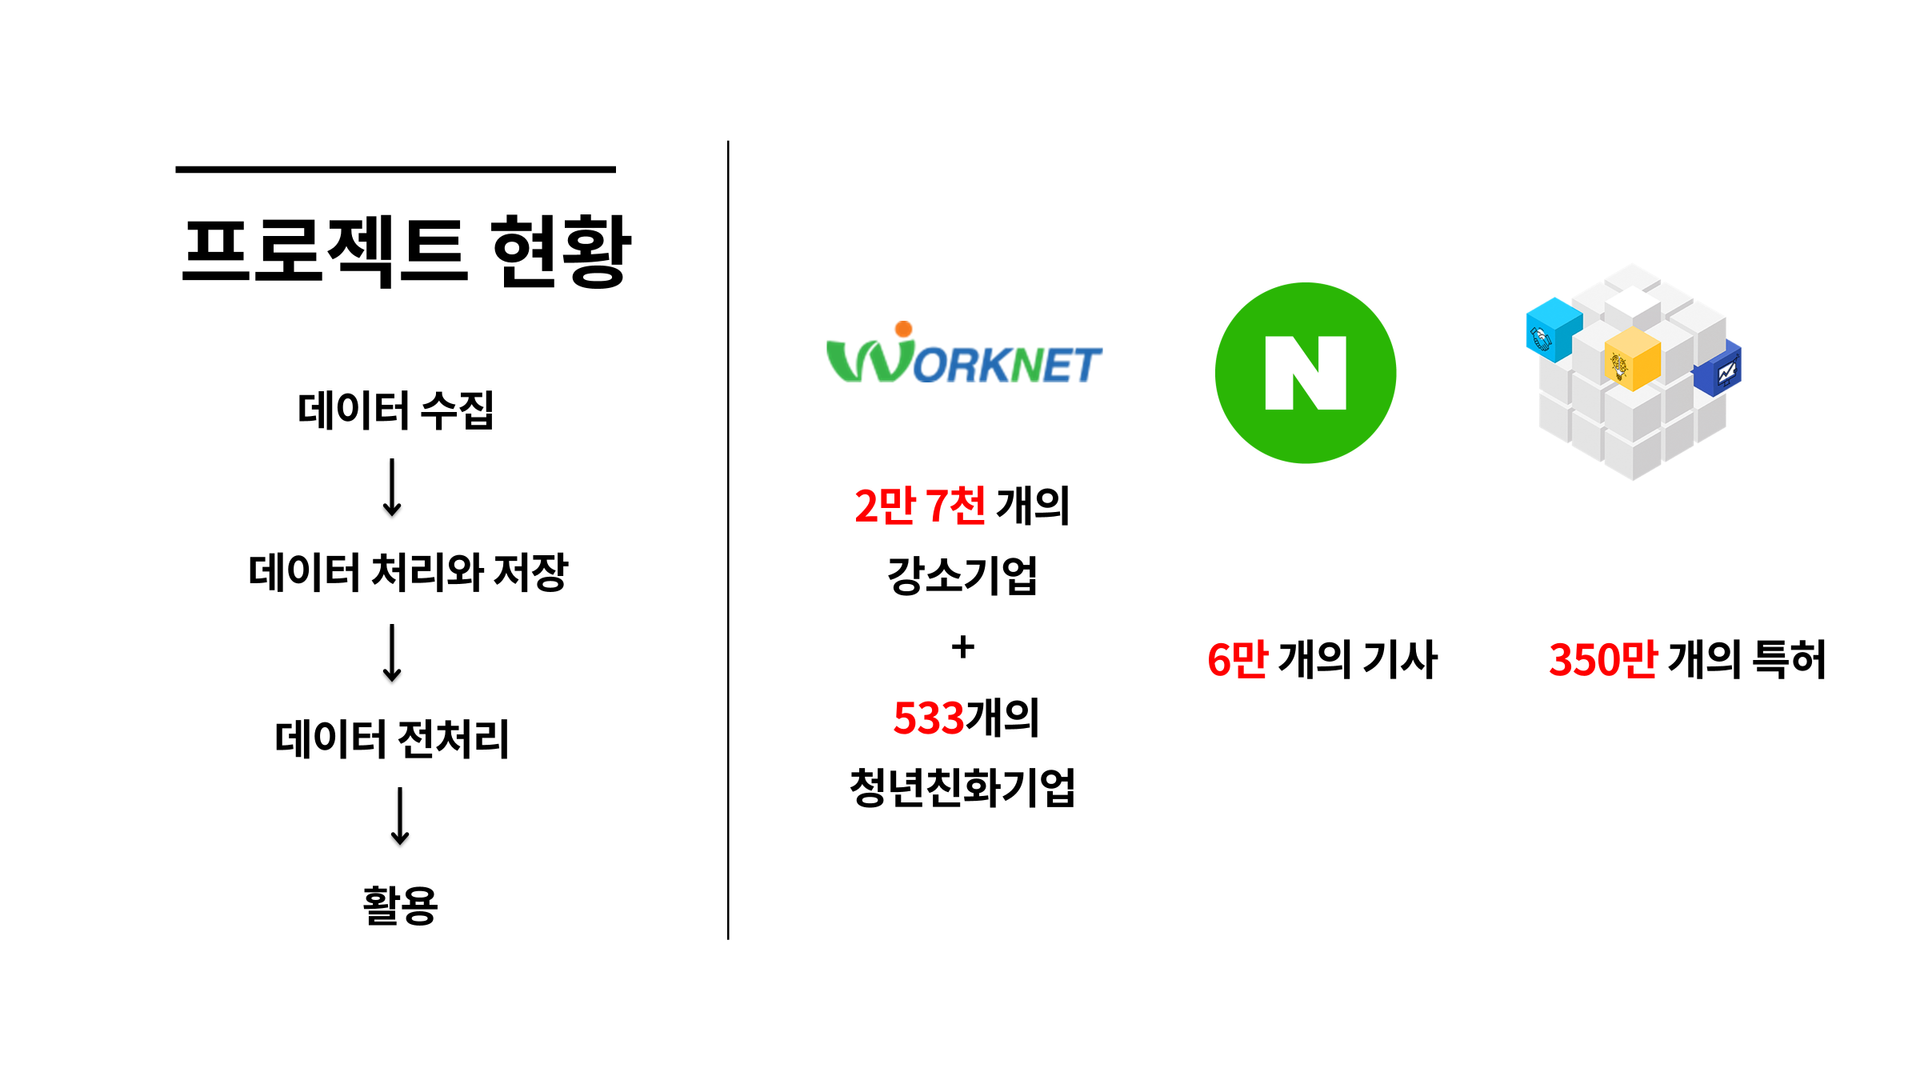 프로젝트 현황
데이터 수집
데이터 처리와 저장
데이터 전처리
활용
WORKNET
2만 7천 개의
강소기업
+
533개의
청년친화기업
N
6만 개의 기사
350만 개의 특허